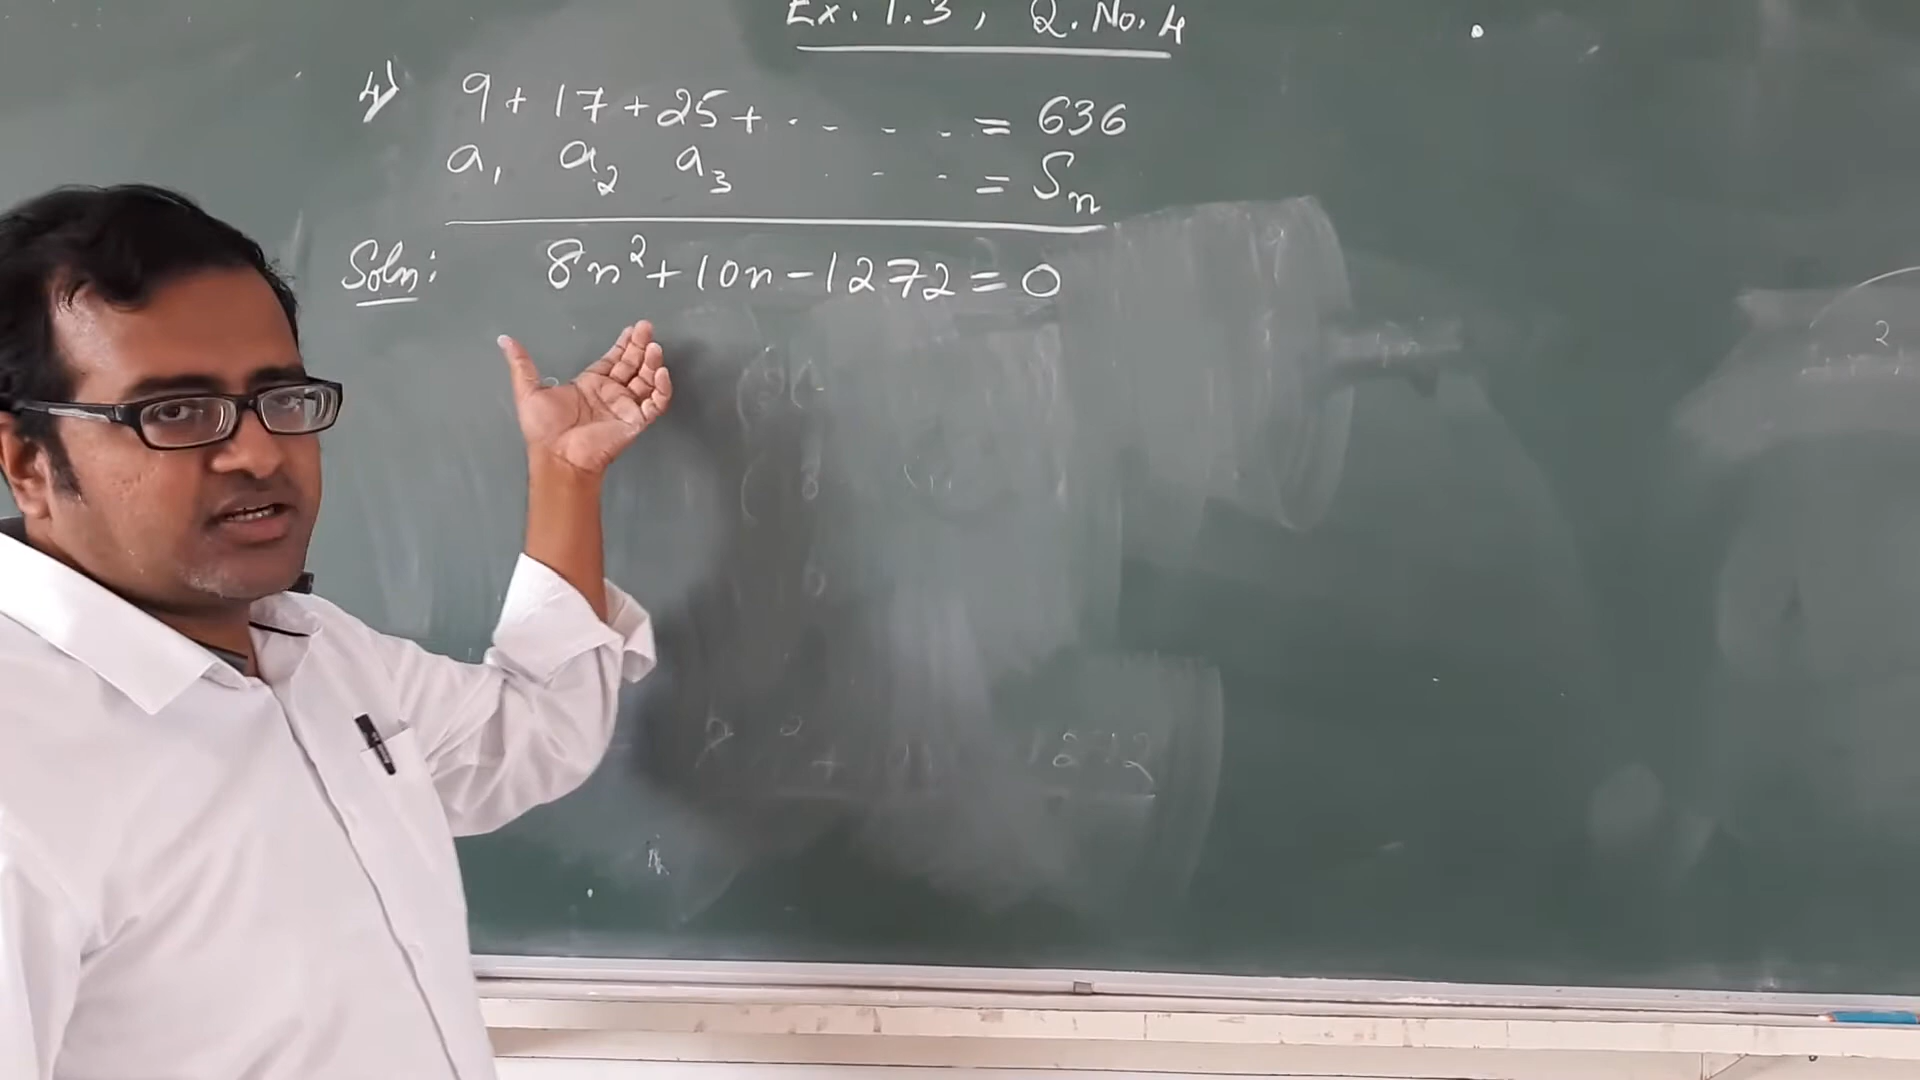 Ex. 1.3, Q. No. 4
4) 9 + 17 + 25 + . - - . = 636
a₁ a₂ a₃ . - - = Sₙ
Soln: 8n² + 10n - 1272 = 0
2